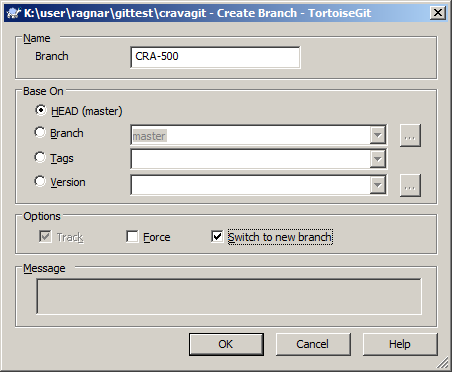 K:\user\ragnar\gittest\cravagit - Create Branch - TortoiseGit
Name
Branch CRA-500
Base On
HEAD (master)
Branch master ...
Tags
Version ...
Options
Track Force Switch to new branch
Message
OK Cancel Help